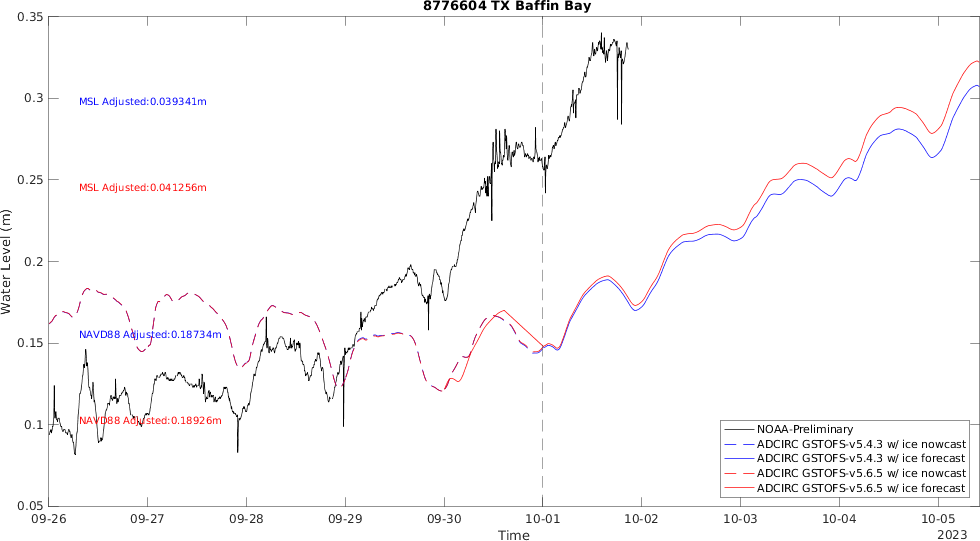 8776604 TX Baffin Bay
Water Level (m)
0.35
0.3
0.25
0.2
0.15
0.1
0.05
MSL Adjusted:0.039341m
MSL Adjusted:0.041256m
NAVD88 Adjusted:0.18734m
NAVD88 Adjusted:0.18926m
NOAA-Preliminary
ADCIRC GSTOFS-v5.4.3 w/ ice nowcast
ADCIRC GSTOFS-v5.4.3 w/ ice forecast
ADCIRC GSTOFS-v5.6.5 w/ ice nowcast
ADCIRC GSTOFS-v5.6.5 w/ ice forecast
09-26 09-27 09-28 09-29 09-30 10-01 10-02 10-03 10-04 10-05
2023
Time